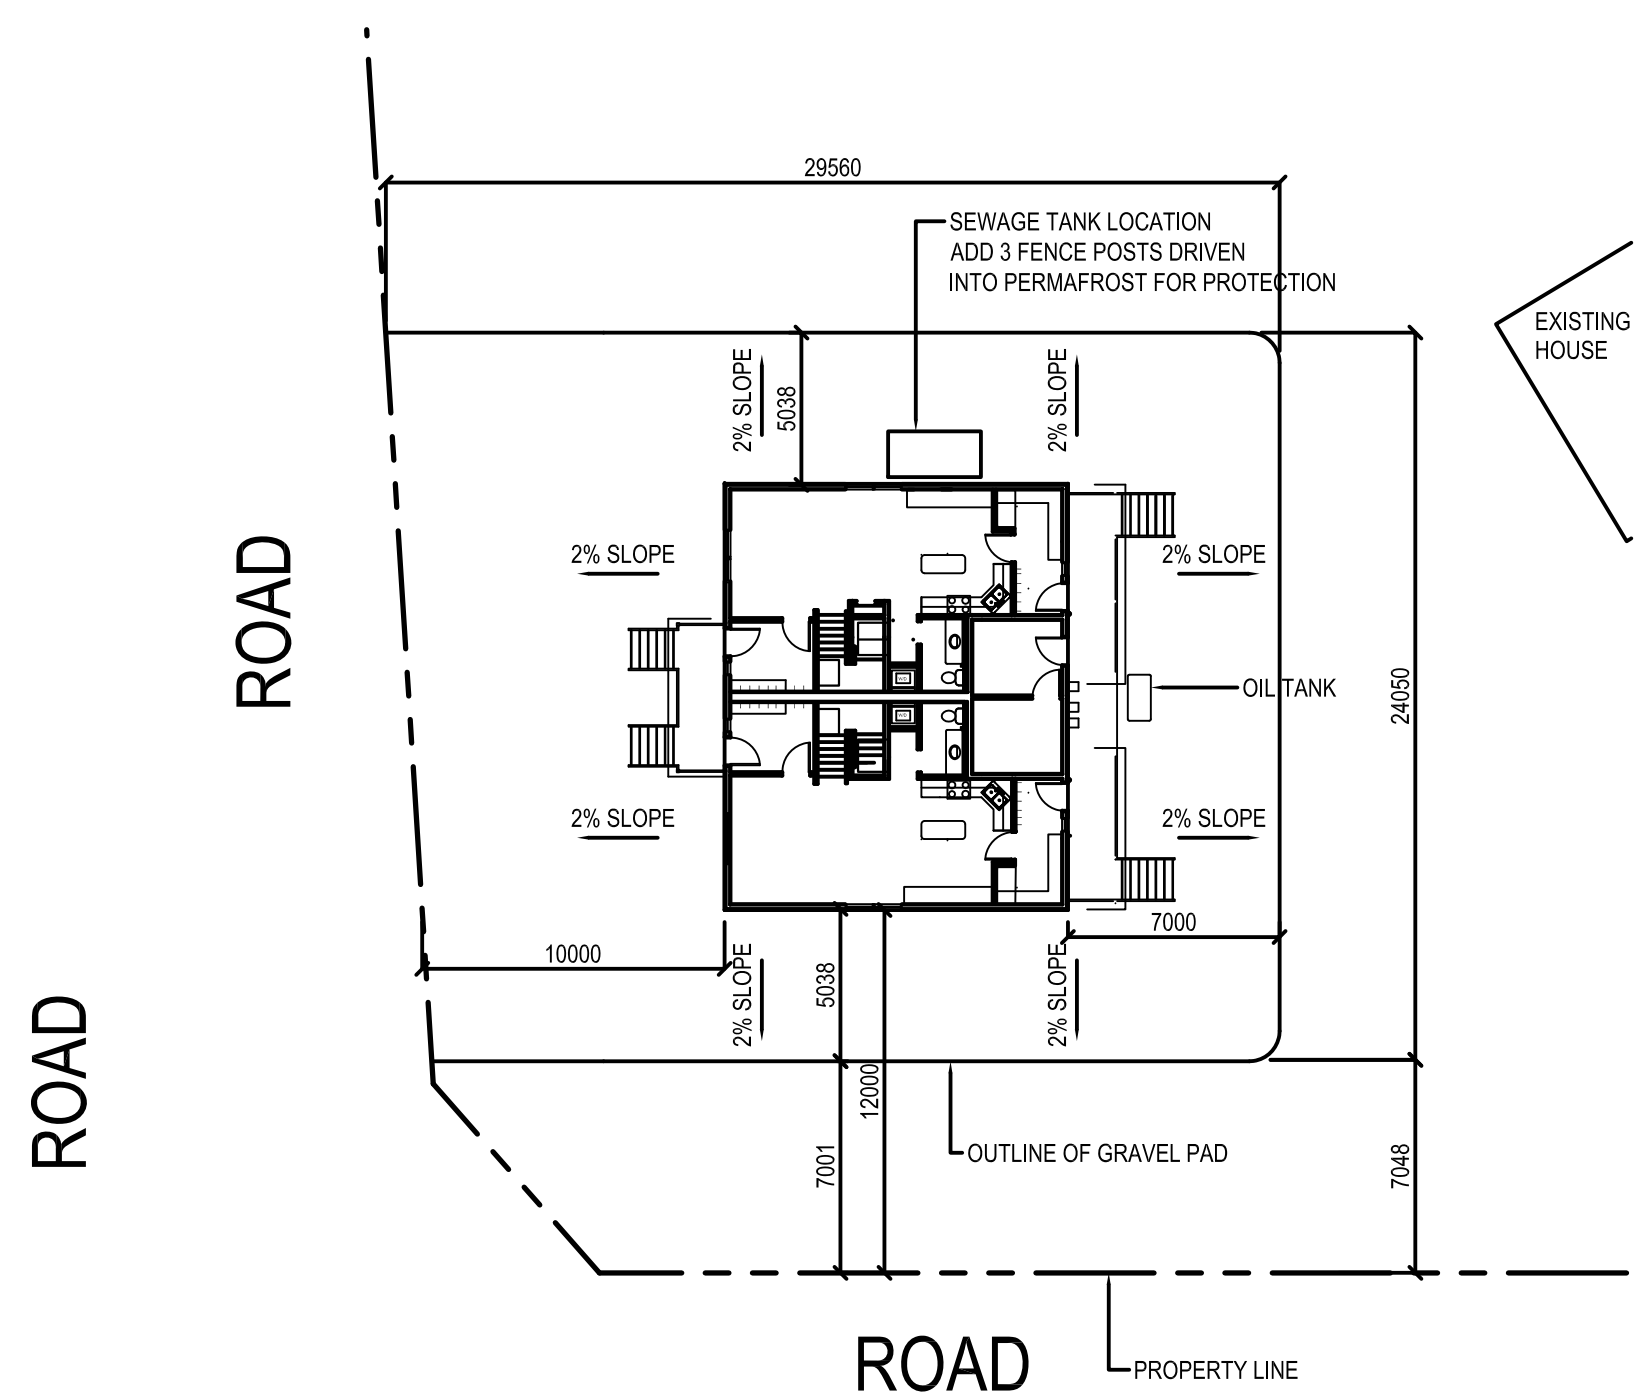 29560
SEWAGE TANK LOCATION
ADD 3 FENCE POSTS DRIVEN
INTO PERMAFROST FOR PROTECTION
EXISTING
HOUSE
2% SLOPE
5038
2% SLOPE
2% SLOPE
2% SLOPE
ROAD
OIL TANK
24050
2% SLOPE
2% SLOPE
7000
10000
2% SLOPE
5038
2% SLOPE
ROAD
12000
7001
OUTLINE OF GRAVEL PAD
7048
ROAD
PROPERTY LINE